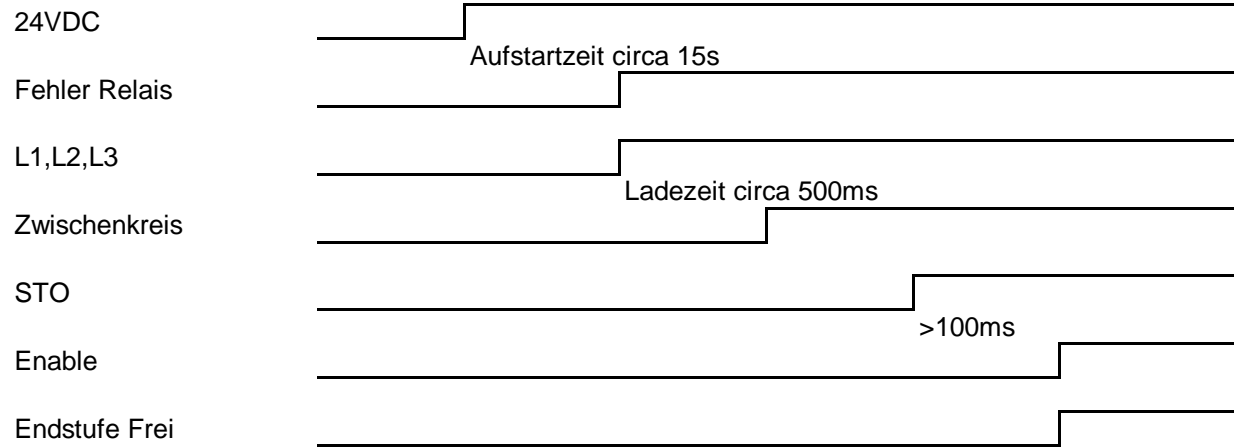 24VDC
Aufstartzeit circa 15s
Fehler Relais
L1,L2,L3
Ladezeit circa 500ms
Zwischenkreis
STO
>100ms
Enable
Endstufe Frei